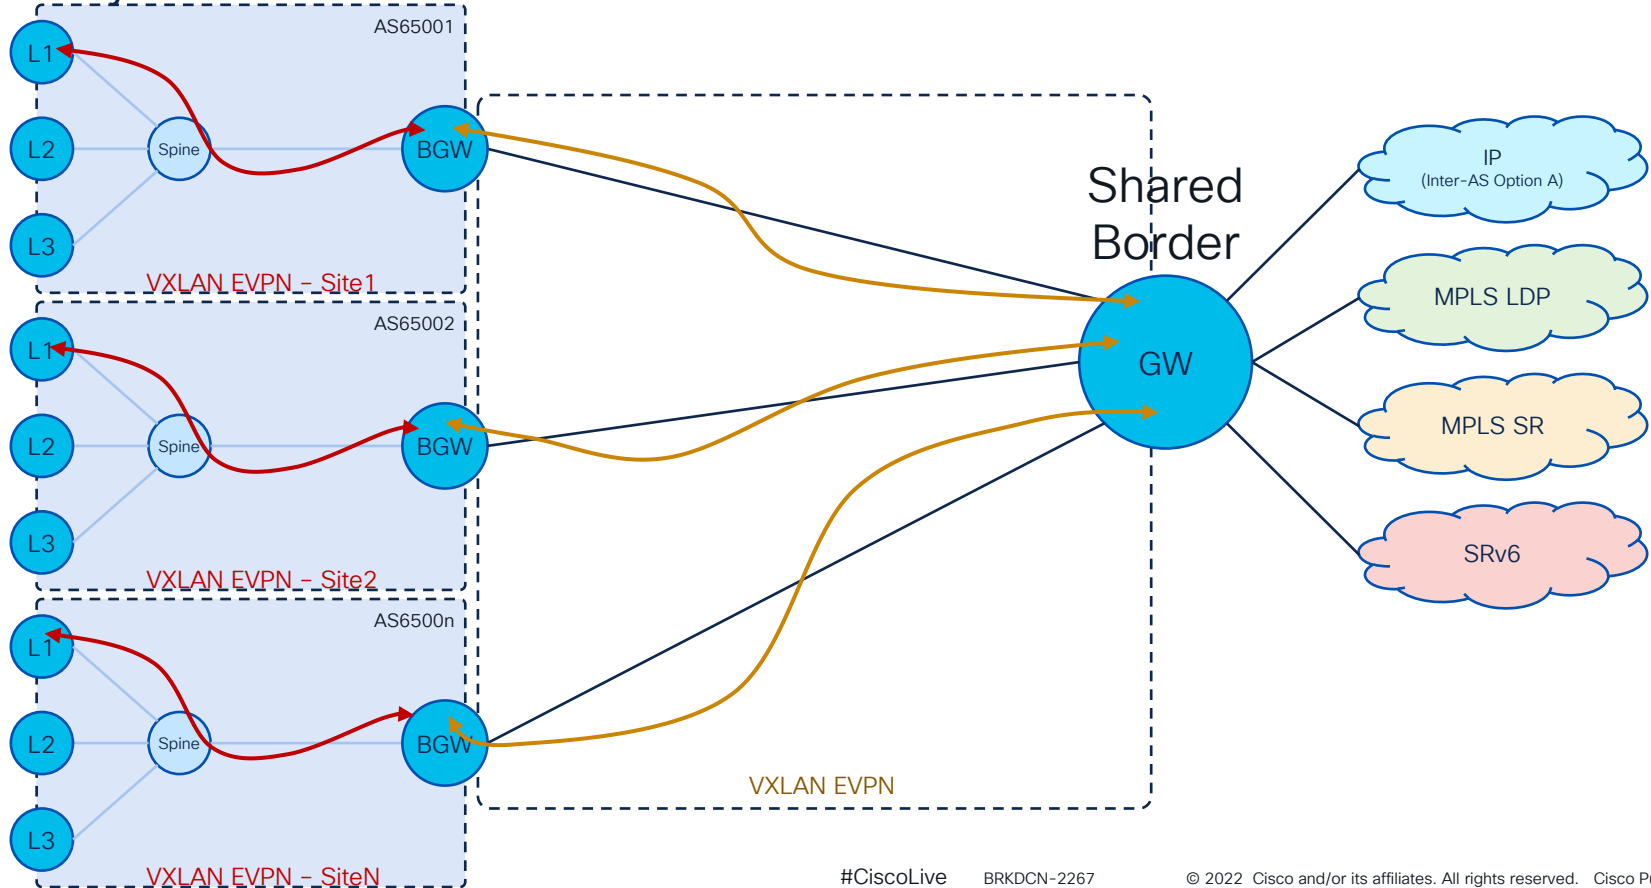 AS65001
L1
L2
Spine
BGW
L3
VXLAN EVPN – Site1
AS65002
L1
L2
Spine
BGW
L3
VXLAN EVPN – Site2
AS6500n
L1
L2
Spine
BGW
L3
VXLAN EVPN – SiteN
VXLAN EVPN
Shared
Border
GW
IP
(Inter-AS Option A)
MPLS LDP
MPLS SR
SRv6
#CiscoLive
BRKDCN-2267
© 2022 Cisco and/or its affiliates. All rights reserved. Cisco